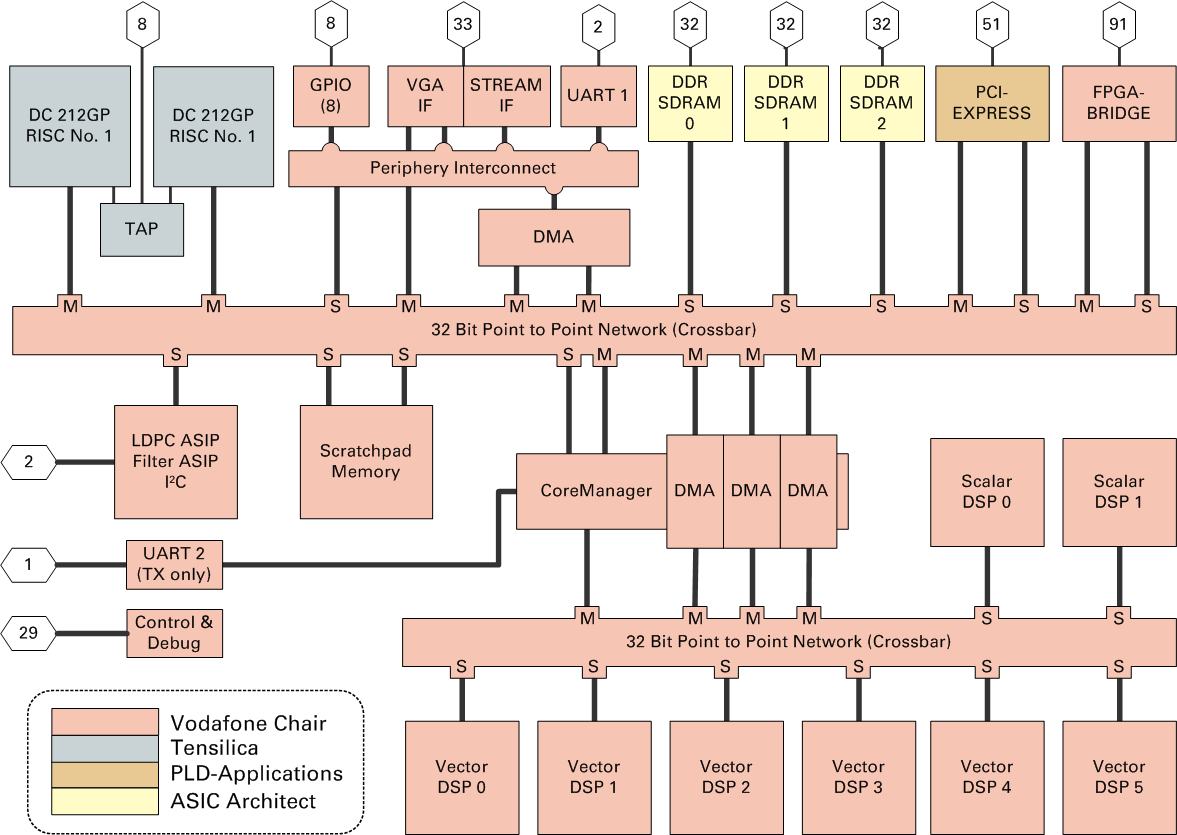 8
8
33
2
32
32
32
51
91
DC 212GP
RISC No. 1
DC 212GP
RISC No. 1
TAP
GPIO
(8)
VGA
IF
STREAM
IF
UART 1
DDR
SDRAM
0
DDR
SDRAM
1
DDR
SDRAM
2
PCI-
EXPRESS
FPGA-
BRIDGE
Periphery Interconnect
DMA
M
M
S
M
M
M
S
S
S
M
S
M
S
32 Bit Point to Point Network (Crossbar)
S
S
S
S
M
M
M
M
2
LDPC ASIP
Filter ASIP
I²C
Scratchpad
Memory
CoreManager
DMA
DMA
DMA
Scalar
DSP 0
Scalar
DSP 1
1
UART 2
(TX only)
29
Control &
Debug
M
M
M
M
S
S
32 Bit Point to Point Network (Crossbar)
S
S
S
S
S
S
Vector
DSP 0
Vector
DSP 1
Vector
DSP 2
Vector
DSP 3
Vector
DSP 4
Vector
DSP 5
Vodafone Chair
Tensilica
PLD-Applications
ASIC Architect